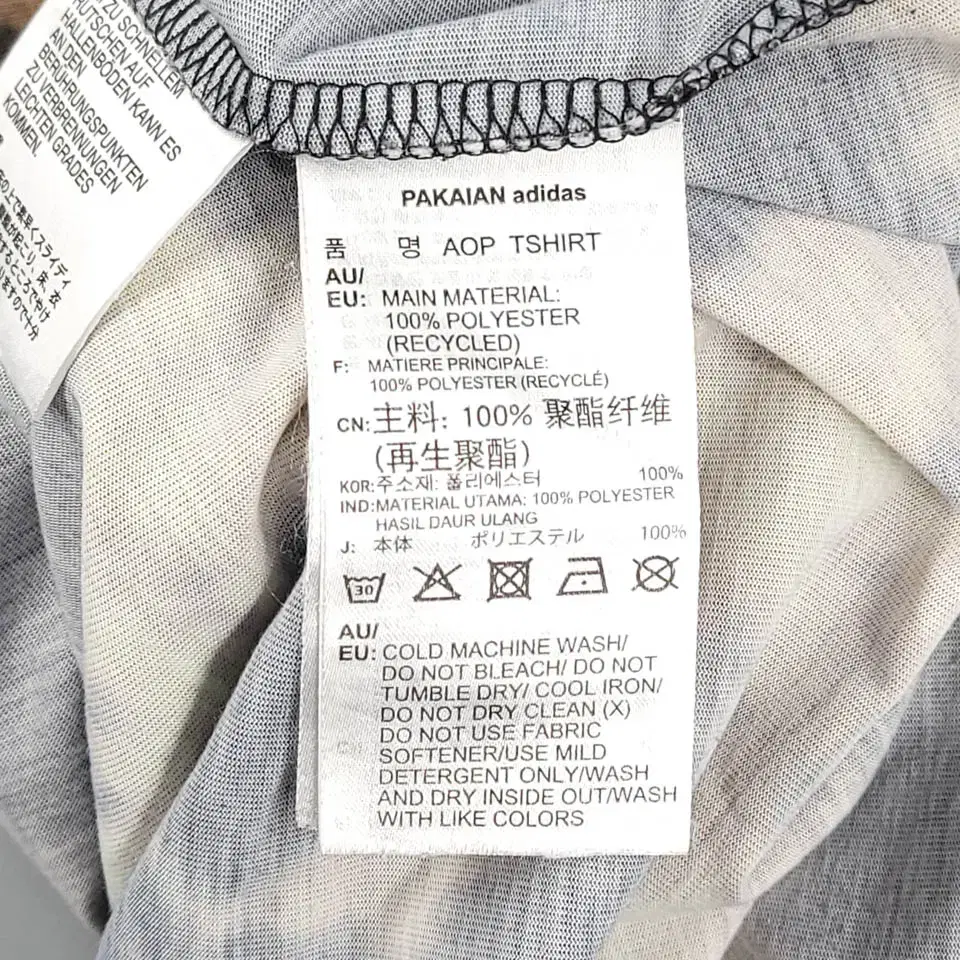 ZU SCHNELLEM
RUTSCHEN AUF
HALLENBODEN KANN ES
AN DEN
BERÜHRUNGSPUNKTEN
ZU VERBRENNUNGEN
LEICHTEN GRADES
KOMMEN.
PAKAIAN adidas
품 명 AOP TSHIRT
AU/
EU: MAIN MATERIAL:
100% POLYESTER
(RECYCLED)
F: MATIERE PRINCIPALE:
100% POLYESTER (RECYCLÉ)
CN: 主料: 100% 聚酯纤维
(再生聚酯)
KOR: 주소재: 폴리에스터 100%
IND: MATERIAL UTAMA: 100% POLYESTER
HASIL DAUR ULANG
J: 本体 ポリエステル 100%
30
AU/
EU: COLD MACHINE WASH/
DO NOT BLEACH/ DO NOT
TUMBLE DRY/ COOL IRON/
DO NOT DRY CLEAN (X)
DO NOT USE FABRIC
SOFTENER/USE MILD
DETERGENT ONLY/WASH
AND DRY INSIDE OUT/WASH
WITH LIKE COLORS